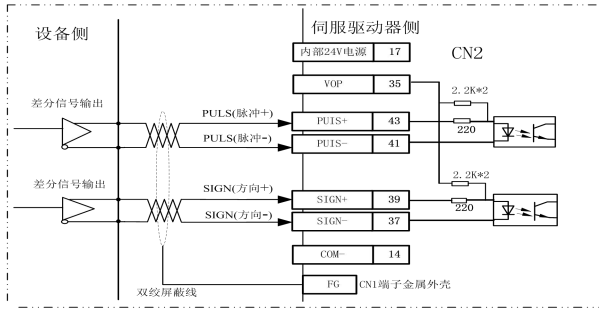 设备侧
伺服驱动器侧
CN2
内部24V电源 17
VOP 35
2.2K*2
差分信号输出
PULS(脉冲+)
PUIS+ 43
220
PULS(脉冲-)
PUIS- 41
2.2K*2
差分信号输出
SIGN(方向+)
SIGN+ 39
220
SIGN(方向-)
SIGN- 37
COM- 14
双绞屏蔽线
FG CN1端子金属外壳